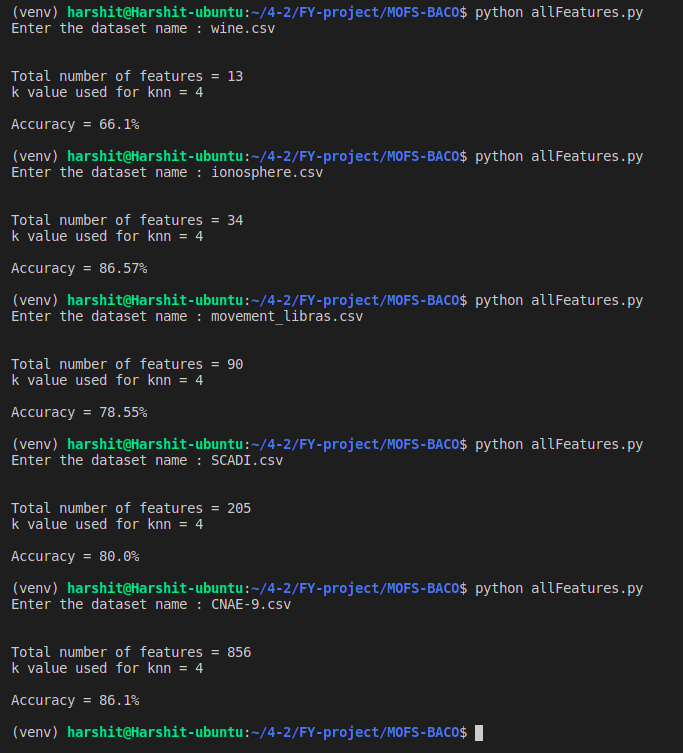 (venv) harshit@Harshit-ubuntu:~/4-2/FY-project/MOFS-BACO$ python allFeatures.py
Enter the dataset name : wine.csv
Total number of features = 13
k value used for knn = 4
Accuracy = 66.1%
(venv) harshit@Harshit-ubuntu:~/4-2/FY-project/MOFS-BACO$ python allFeatures.py
Enter the dataset name : ionosphere.csv
Total number of features = 34
k value used for knn = 4
Accuracy = 86.57%
(venv) harshit@Harshit-ubuntu:~/4-2/FY-project/MOFS-BACO$ python allFeatures.py
Enter the dataset name : movement_libras.csv
Total number of features = 90
k value used for knn = 4
Accuracy = 78.55%
(venv) harshit@Harshit-ubuntu:~/4-2/FY-project/MOFS-BACO$ python allFeatures.py
Enter the dataset name : SCADI.csv
Total number of features = 205
k value used for knn = 4
Accuracy = 80.0%
(venv) harshit@Harshit-ubuntu:~/4-2/FY-project/MOFS-BACO$ python allFeatures.py
Enter the dataset name : CNAE-9.csv
Total number of features = 856
k value used for knn = 4
Accuracy = 86.1%
(venv) harshit@Harshit-ubuntu:~/4-2/FY-project/MOFS-BACO$